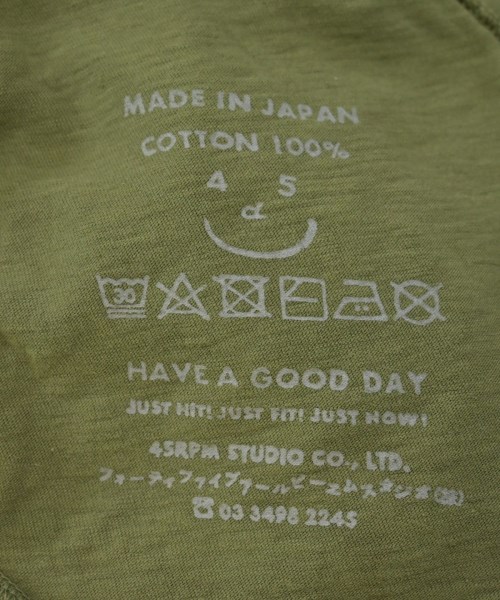 MADE IN JAPAN
COTTON 100%
4 5
R
30
HAVE A GOOD DAY
JUST HIT! JUST FIT! JUST NOW!
45RPM STUDIO CO., LTD.
フォーティファイブアールピーエムスタジオ(株)
☎03 3498 2245